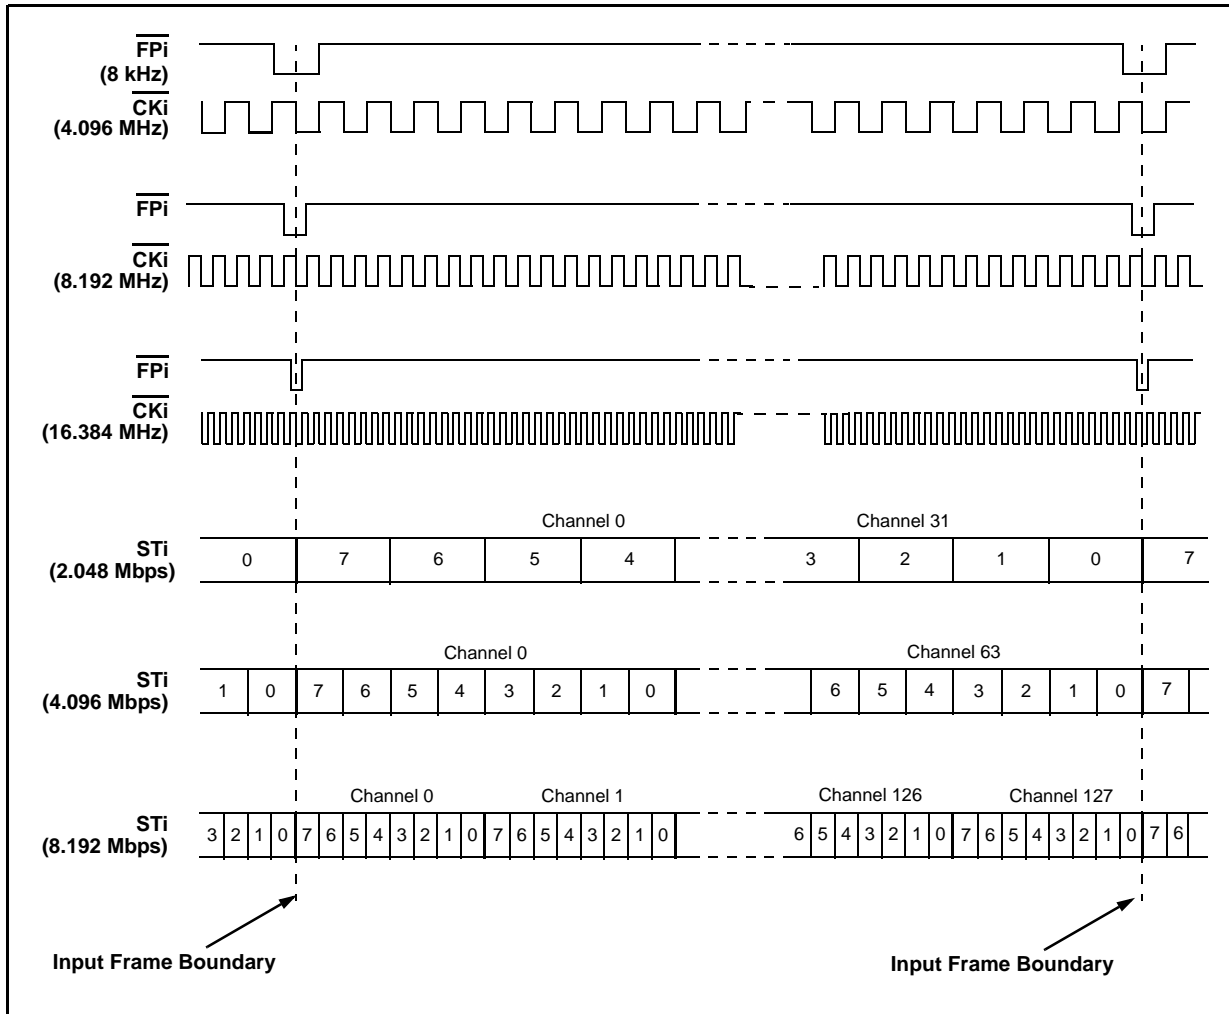 FPi
(8 kHz)
CKi
(4.096 MHz)
FPi
CKi
(8.192 MHz)
FPi
CKi
(16.384 MHz)
Channel 0 Channel 31
STi
(2.048 Mbps)
0 7 6 5 4 3 2 1 0 7
Channel 0 Channel 63
STi
(4.096 Mbps)
1 0 7 6 5 4 3 2 1 0 6 5 4 3 2 1 0 7
Channel 0 Channel 1 Channel 126 Channel 127
STi
(8.192 Mbps)
3 2 1 0 7 6 5 4 3 2 1 0 7 6 5 4 3 2 1 0 6 5 4 3 2 1 0 7 6 5 4 3 2 1 0 7 6
Input Frame Boundary Input Frame Boundary